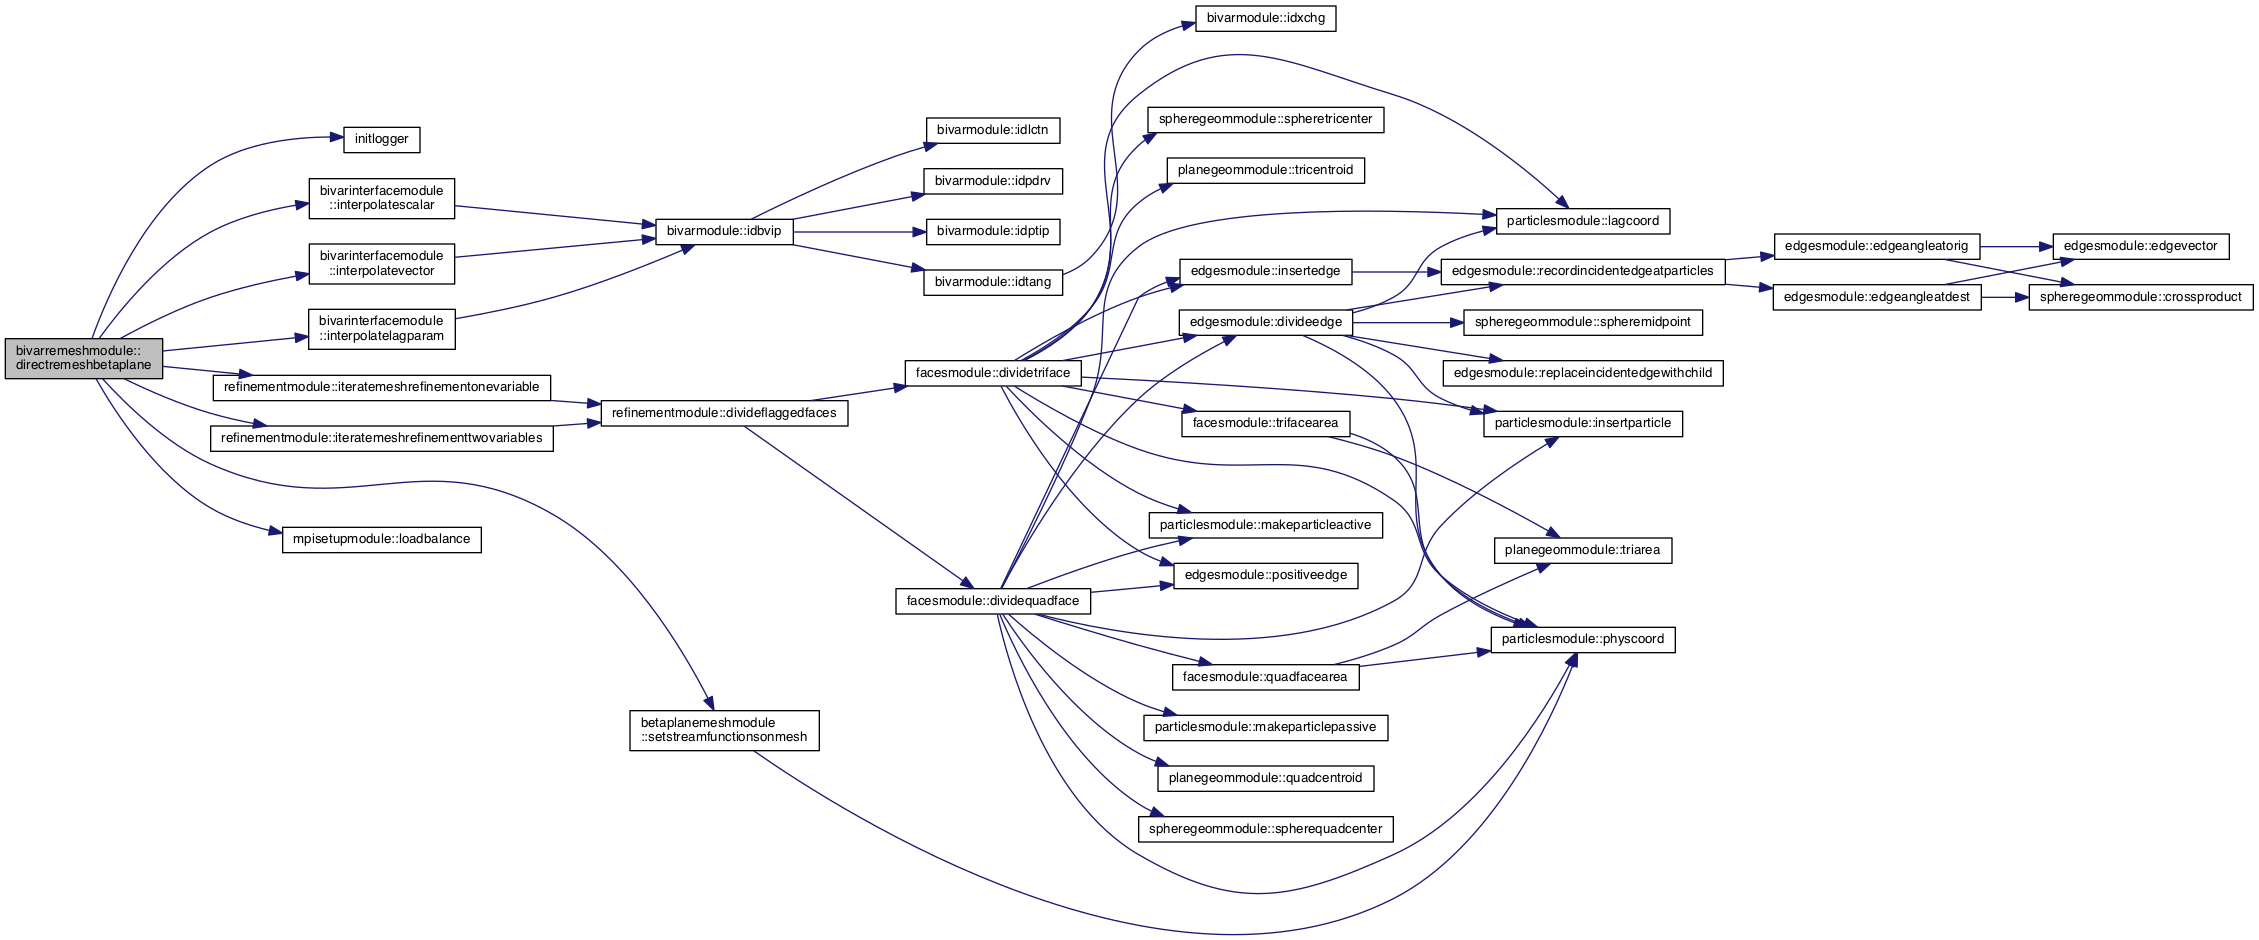 bivarremeshmodule::
directremeshbetaplane
initlogger
bivarinterfacemodule
::interpolatescalar
bivarinterfacemodule
::interpolatevector
bivarinterfacemodule
::interpolatelagparam
refinementmodule::iteratemeshrefinementonevariable
refinementmodule::iteratemeshrefinementtwovariables
mpisetupmodule::loadbalance
bivarmodule::idbvip
refinementmodule::divideflaggedfaces
betaplanemeshmodule
::setstreamfunctionsonmesh
bivarmodule::idlctn
bivarmodule::idpdrv
bivarmodule::idptip
bivarmodule::idtang
facesmodule::dividetriface
facesmodule::dividequadface
bivarmodule::idxchg
spheregeommodule::spheretricenter
planegeommodule::tricentroid
edgesmodule::insertedge
edgesmodule::divideedge
facesmodule::trifacearea
particlesmodule::makeparticleactive
edgesmodule::positiveedge
facesmodule::quadfacearea
particlesmodule::makeparticlepassive
planegeommodule::quadcentroid
spheregeommodule::spherequadcenter
particlesmodule::lagcoord
edgesmodule::recordincidentedgeatparticles
spheregeommodule::spheremidpoint
edgesmodule::replaceincidentedgewithchild
particlesmodule::insertparticle
planegeommodule::triarea
particlesmodule::physcoord
edgesmodule::edgeangleatorig
edgesmodule::edgeangleatdest
edgesmodule::edgevector
spheregeommodule::crossproduct